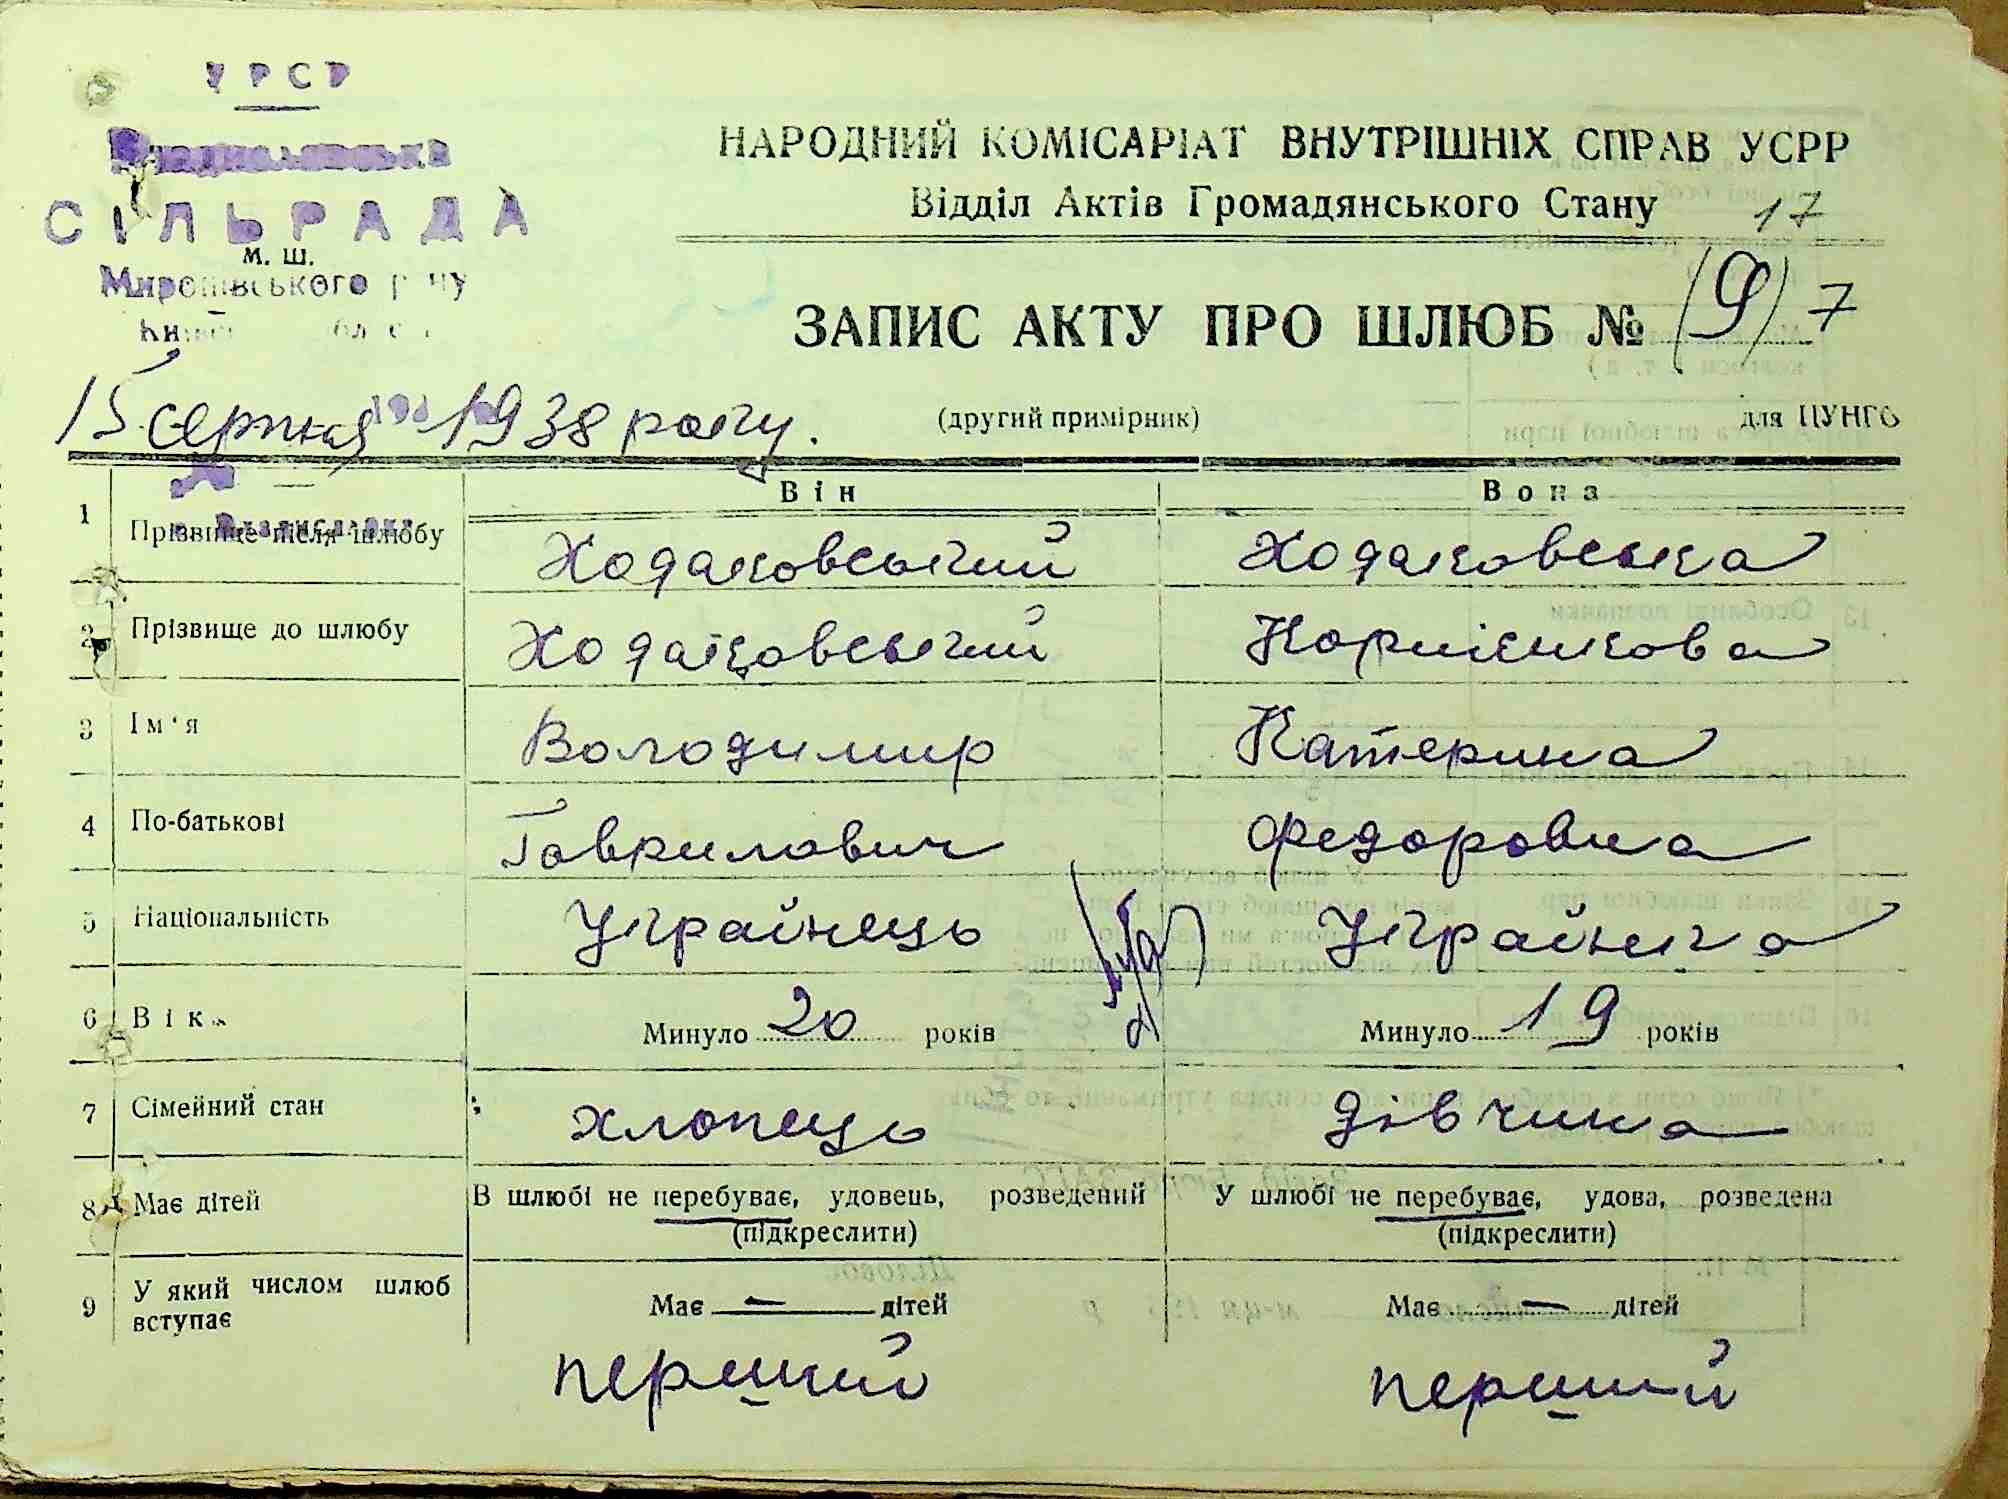 УРСР
Владиславська
СІЛЬРАДА
м. ш.
Миронівського р-ну
НАРОДНИЙ КОМІСАРІАТ ВНУТРІШНІХ СПРАВ УСРР
Відділ Актів Громадянського Стану
17
ЗАПИС АКТУ ПРО ШЛЮБ № (9) 7
15 серпня 1938 року.
(другий примірник)
для ЦУНГО
Він
Вона
1 Прізвище після шлюбу Ходаковський Ходаковська
2 Прізвище до шлюбу Ходаковський Корнієнкова
3 Ім'я Володимир Катерина
4 По-батькові Гаврилович Федоровна
5 Національність Українець Українка
6 Вік Минуло 20 років Минуло 19 років
7 Сімейний стан хлопець дівчина
8 Має дітей В шлюбі не перебуває, удовець, розведений У шлюбі не перебуває, удова, розведена
(підкреслити) (підкреслити)
9 У який числом шлюб вступає Має — дітей Має — дітей
перший перший